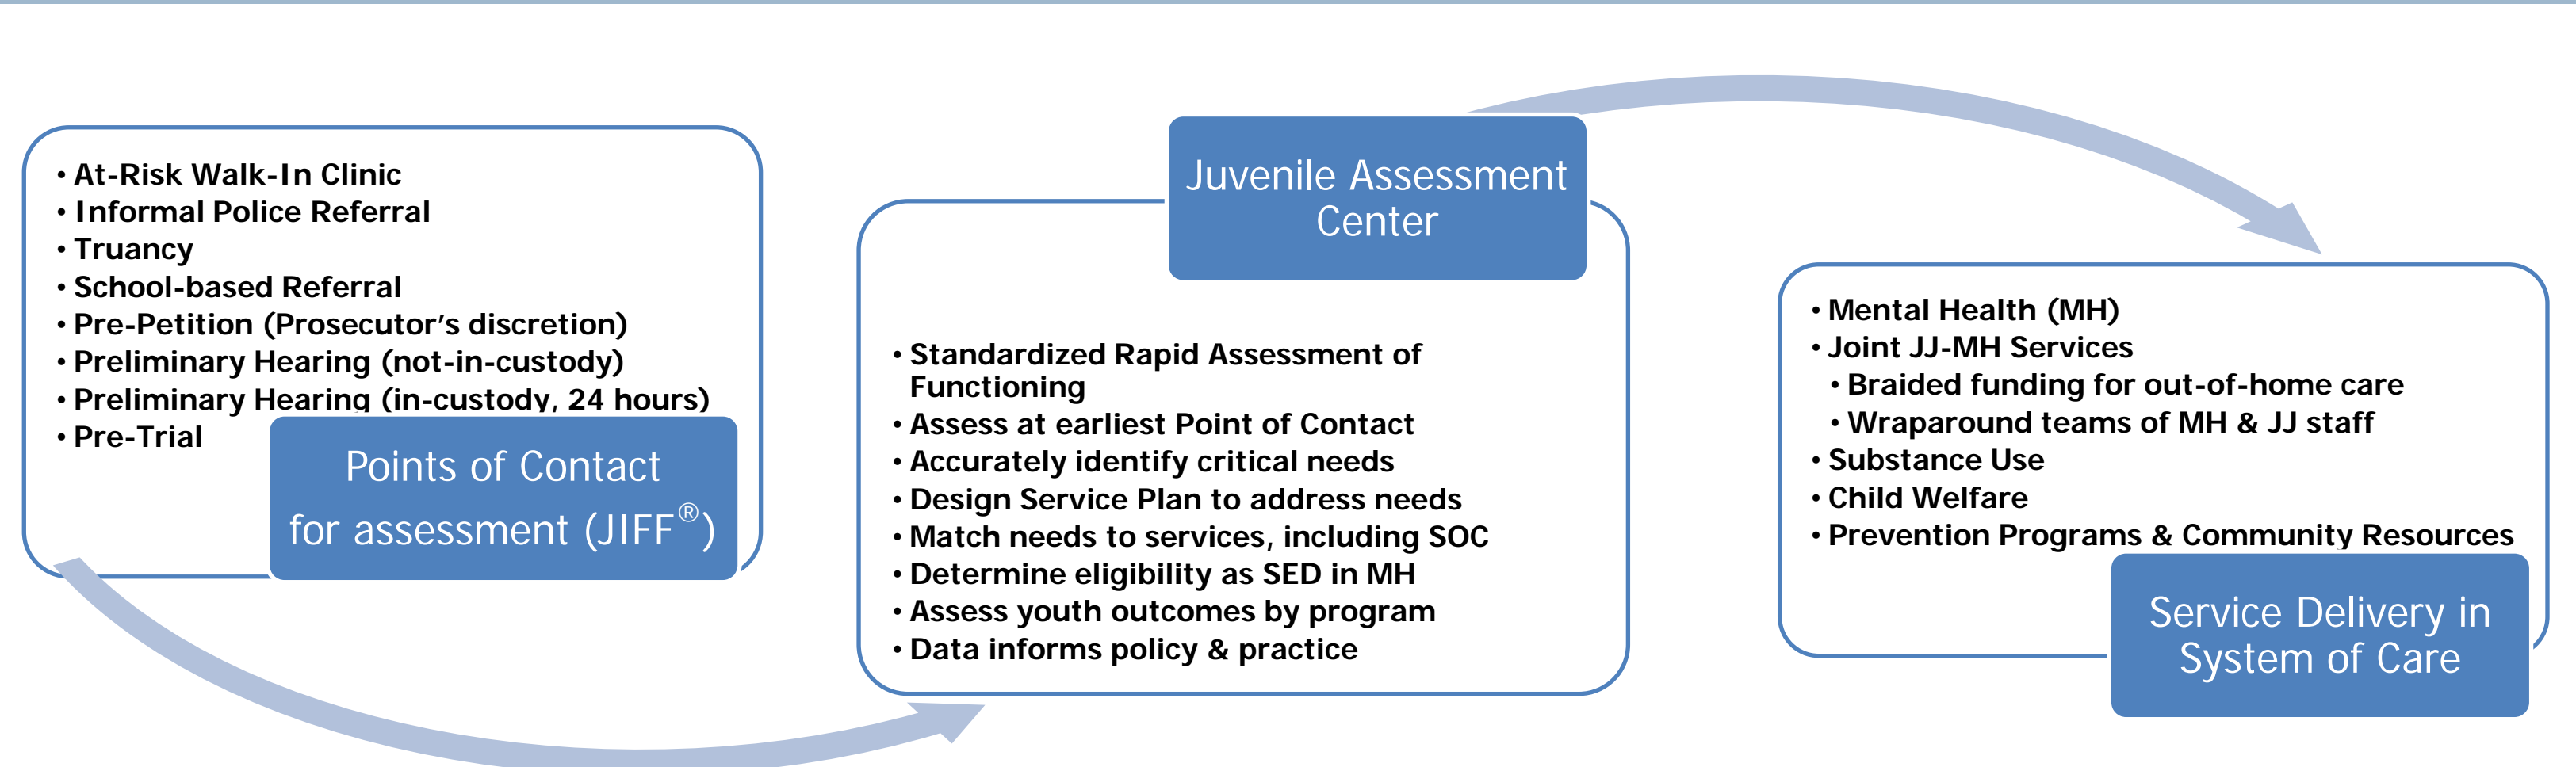 • At-Risk Walk-In Clinic
• Informal Police Referral
• Truancy
• School-based Referral
• Pre-Petition (Prosecutor's discretion)
• Preliminary Hearing (not-in-custody)
• Preliminary Hearing (in-custody, 24 hours)
• Pre-Trial
Points of Contact
for assessment (JIFF®)
Juvenile Assessment
Center
• Standardized Rapid Assessment of
Functioning
• Assess at earliest Point of Contact
• Accurately identify critical needs
• Design Service Plan to address needs
• Match needs to services, including SOC
• Determine eligibility as SED in MH
• Assess youth outcomes by program
• Data informs policy & practice
• Mental Health (MH)
• Joint JJ-MH Services
• Braided funding for out-of-home care
• Wraparound teams of MH & JJ staff
• Substance Use
• Child Welfare
• Prevention Programs & Community Resources
Service Delivery in
System of Care